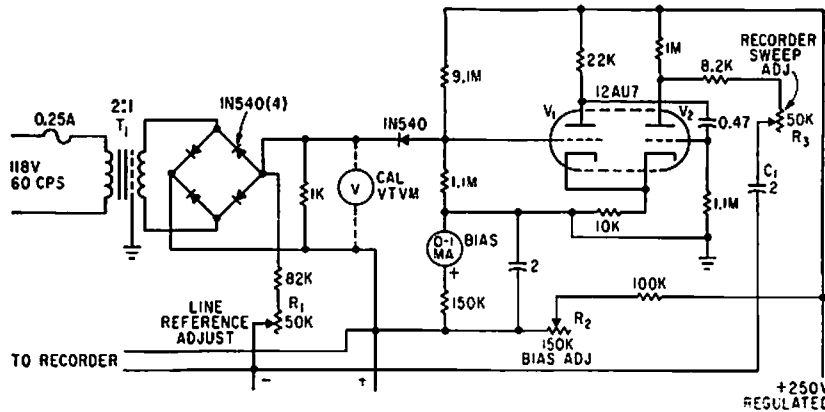 22K
1M
RECORDER
SWEEP
ADJ
8.2K
2:1
T1
1N540(4)
9.1M
12AU7
0.25A
1N540
V1
V2
0.47
50K
R3
118V
60 CPS
1K
V
CAL
VTVM
1.1M
C1
2
0-1
MA
BIAS
+
10K
1.1M
2
82K
150K
100K
R1
50K
LINE
REFERENCE
ADJUST
R2
150K
BIAS ADJ
TO RECORDER
-
+
+250V
REGULATED